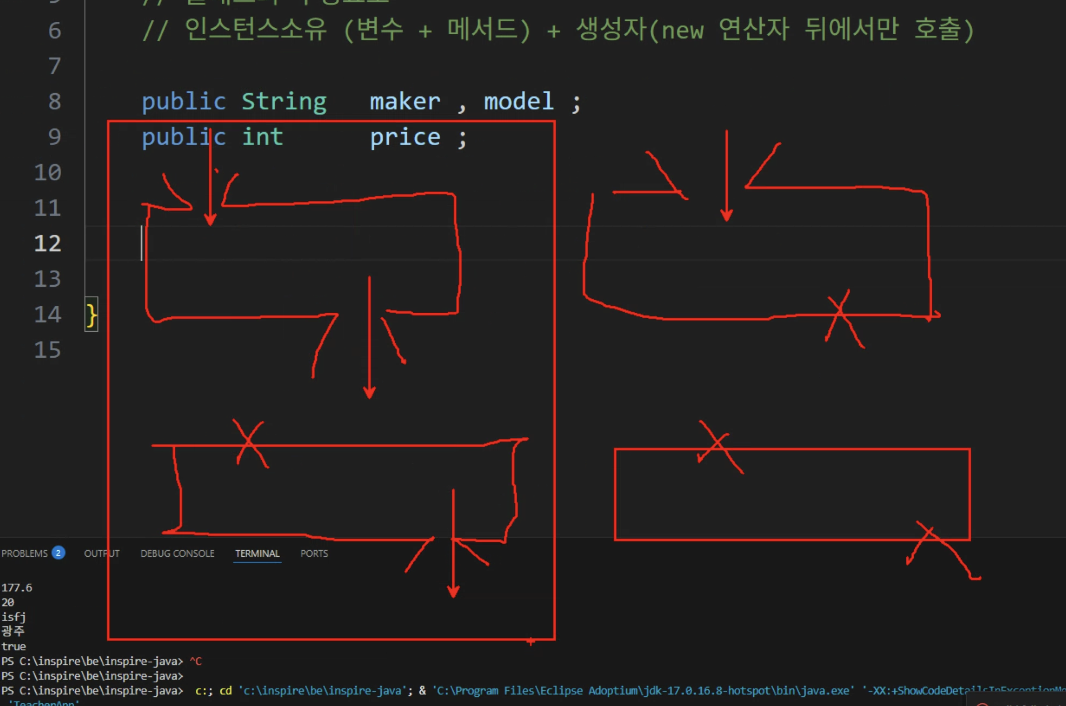 6 // 인스턴스소유 (변수 + 메서드) + 생성자(new 연산자 뒤에서만 호출)
7
8 public String maker , model ;
9 public int price ;
10
11
12
13
14 }
15
PROBLEMS 2 OUTPUT DEBUG CONSOLE TERMINAL PORTS
177.6
20
isfj
광주
true
PS C:\inspire\be\inspire-java> ^C
PS C:\inspire\be\inspire-java>
PS C:\inspire\be\inspire-java> c:; cd 'c:\inspire\be\inspire-java'; & 'C:\Program Files\Eclipse Adoptium\jdk-17.0.16.8-hotspot\bin\java.exe' '-XX:+ShowCodeDetailsInExceptionMe
'TeacherApp'